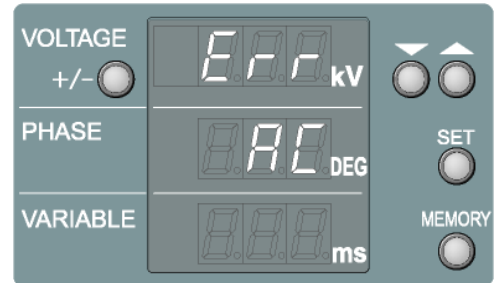 VOLTAGE
+/-
Err kV
PHASE
AC DEG
SET
VARIABLE
MEMORY
ms